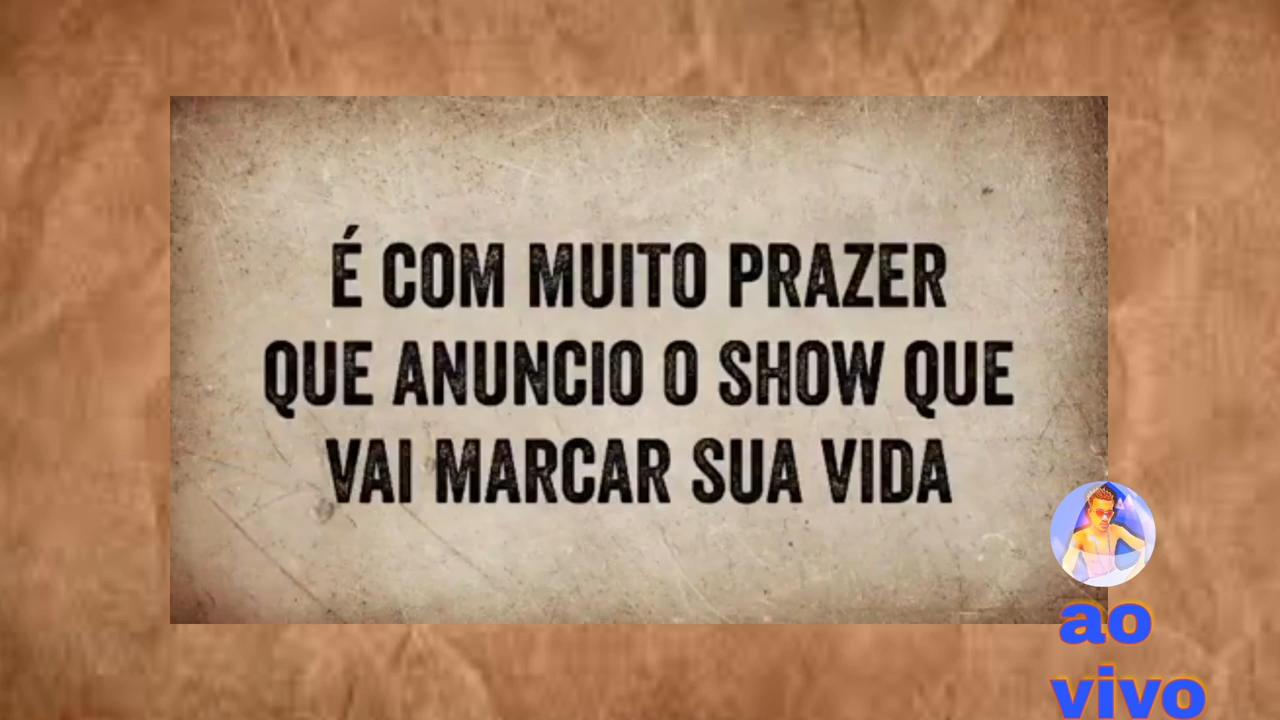 É COM MUITO PRAZER
QUE ANUNCIO O SHOW QUE
VAI MARCAR SUA VIDA
ao
vivo